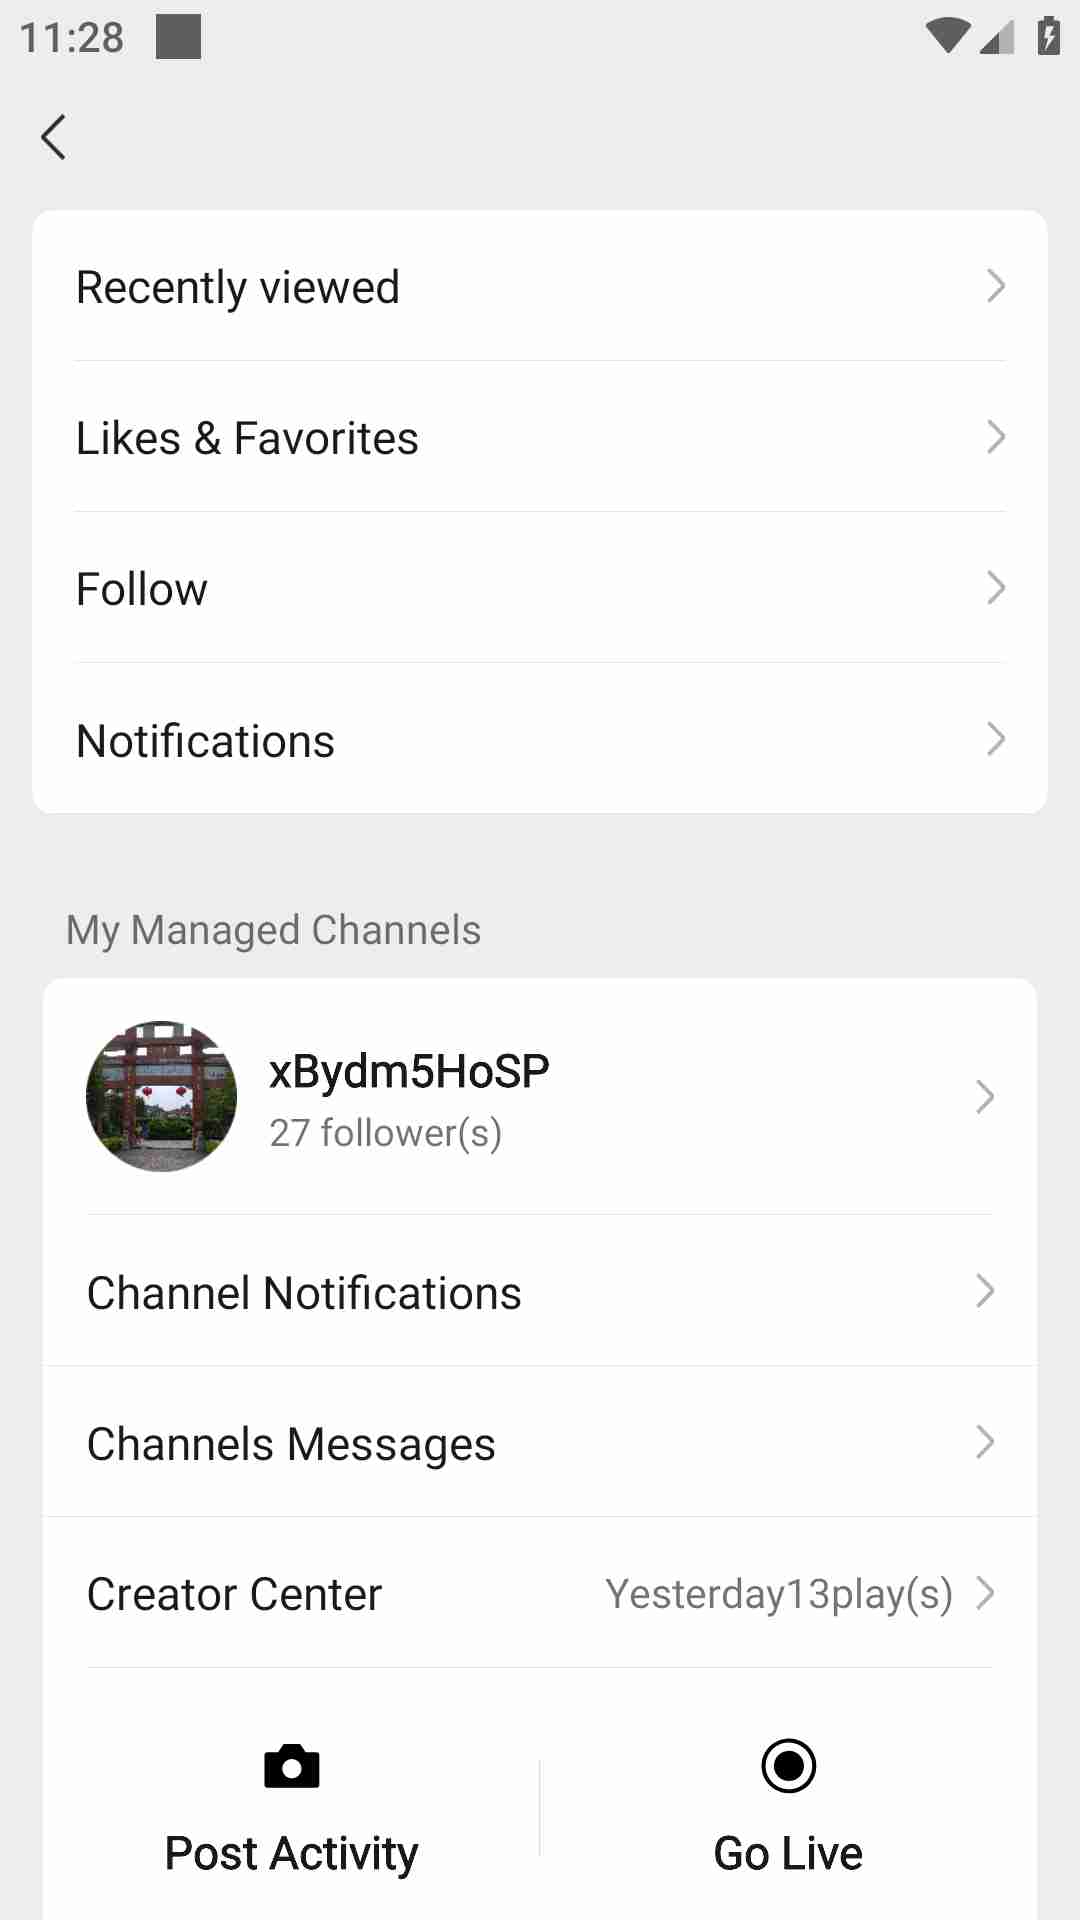 11:28
Recently viewed
Likes & Favorites
Follow
Notifications
My Managed Channels
xBydm5HoSP
27 follower(s)
Channel Notifications
Channels Messages
Creator Center
Yesterday13play(s)
Post Activity
Go Live